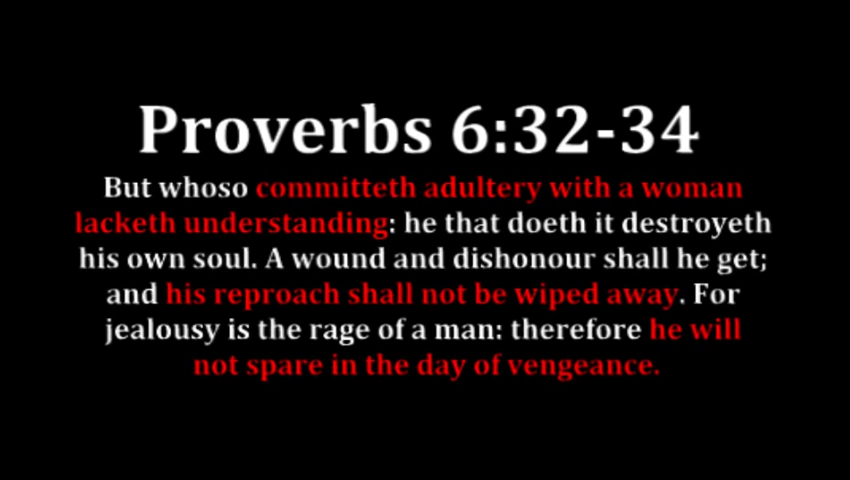 Proverbs 6:32-34
But whoso committeth adultery with a woman
lacketh understanding: he that doeth it destroyeth
his own soul. A wound and dishonour shall he get;
and his reproach shall not be wiped away. For
jealousy is the rage of a man: therefore he will
not spare in the day of vengeance.